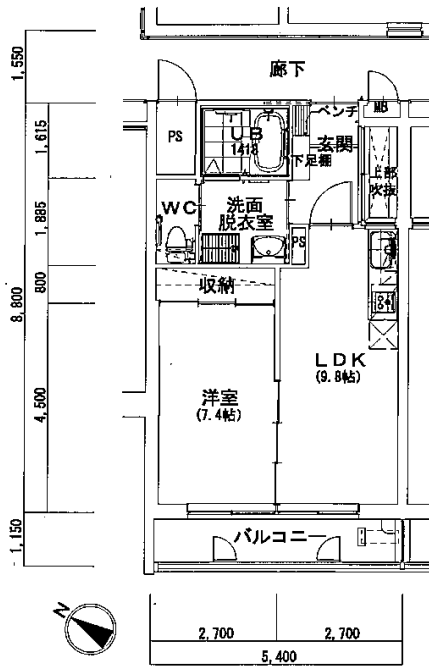 廊下
1,550
ベンチ
MB
PS
UB
1418
玄関
下足棚
上部
吹抜
1,615
WC
洗面
脱衣室
PS
1,885
収納
800
8,800
LDK
(9.8帖)
洋室
(7.4帖)
4,500
バルコニー
1,150
N
2,700
2,700
5,400